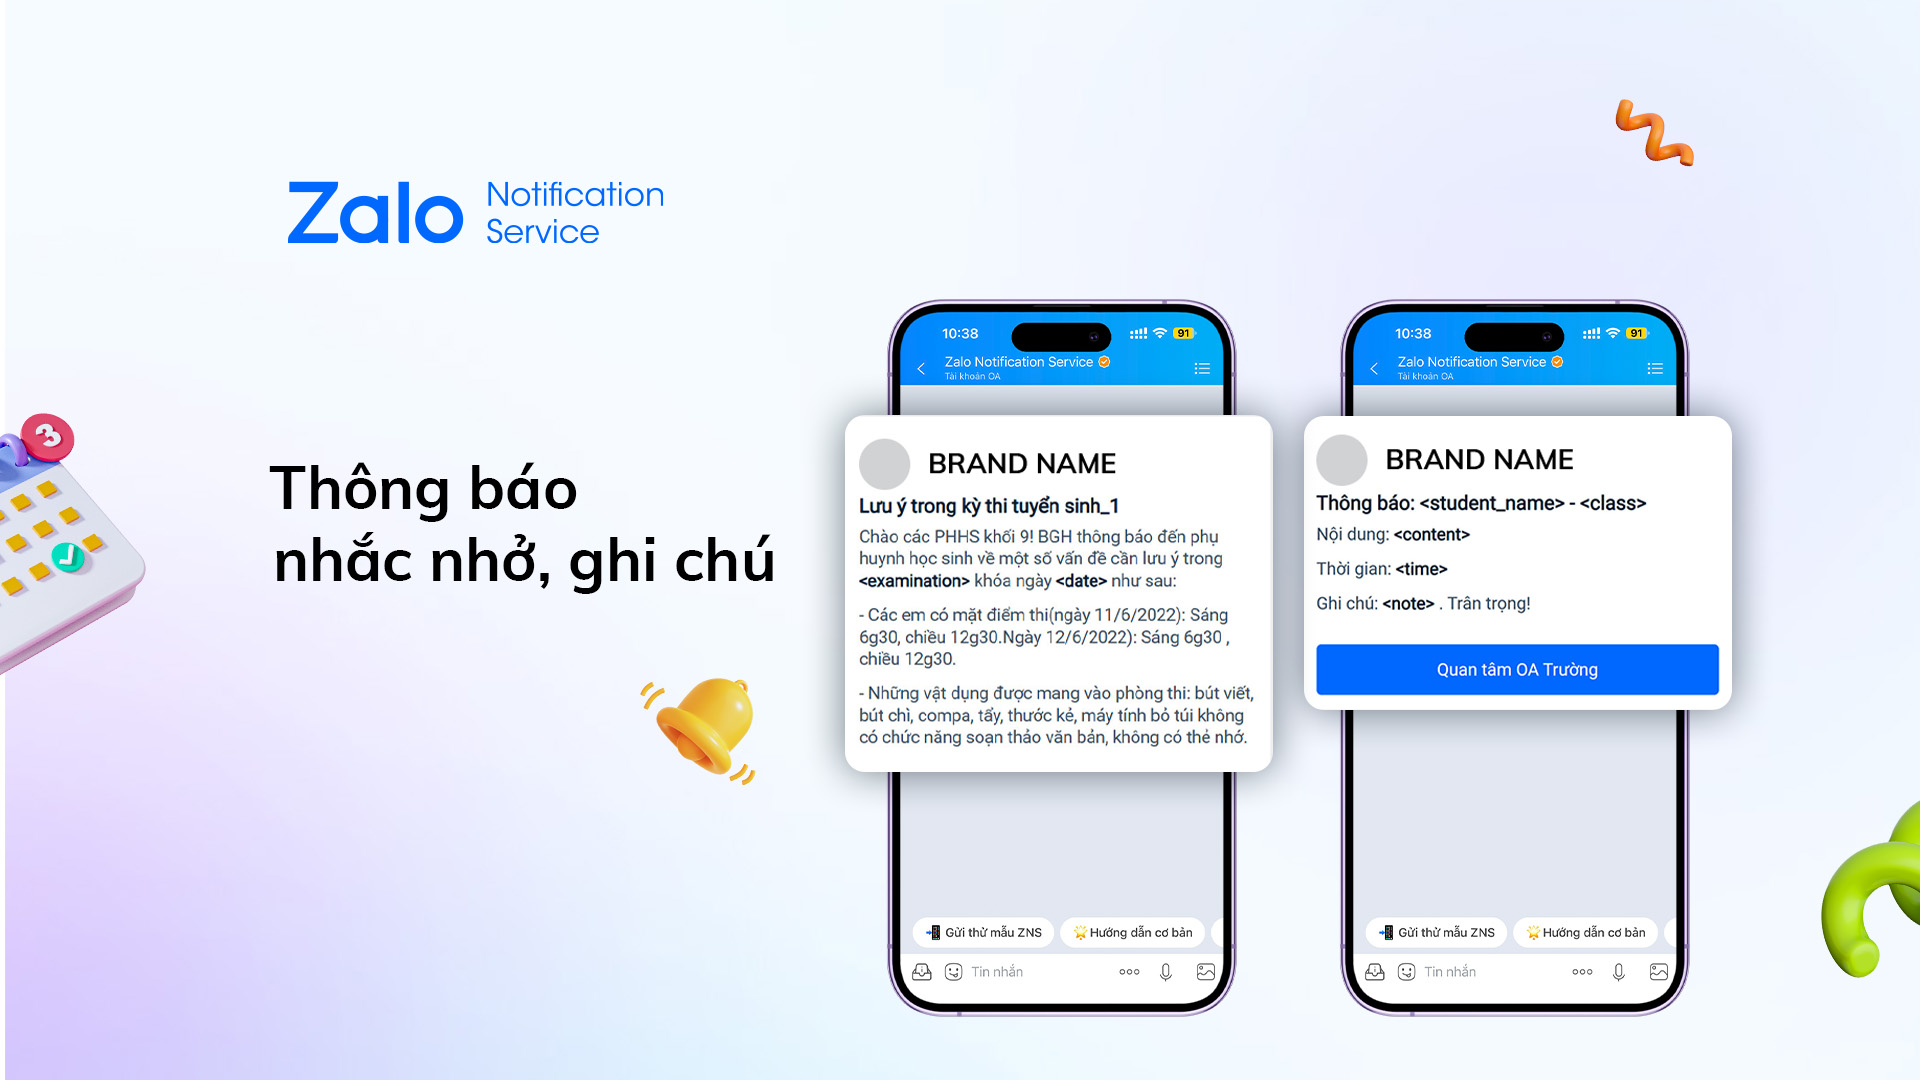 Zalo Notification
Service
Thông báo
nhắc nhở, ghi chú
3
10:38
91
Zalo Notification Service
Tài khoản OA
BRAND NAME
Lưu ý trong kỳ thi tuyển sinh_1
Chào các PHHS khối 9! BGH thông báo đến phụ
huynh học sinh về một số vấn đề cần lưu ý trong
<examination> khóa ngày <date> như sau:
- Các em có mặt điểm thi(ngày 11/6/2022): Sáng
6g30, chiều 12g30.Ngày 12/6/2022): Sáng 6g30 ,
chiều 12g30.
- Những vật dụng được mang vào phòng thi: bút viết,
bút chì, compa, tẩy, thước kẻ, máy tính bỏ túi không
có chức năng soạn thảo văn bản, không có thẻ nhớ.
Gửi thử mẫu ZNS
Hướng dẫn cơ bản
Tin nhắn
10:38
91
Zalo Notification Service
Tài khoản OA
BRAND NAME
Thông báo: <student_name> - <class>
Nội dung: <content>
Thời gian: <time>
Ghi chú: <note> . Trân trọng!
Quan tâm OA Trường
Gửi thử mẫu ZNS
Hướng dẫn cơ bản
Tin nhắn